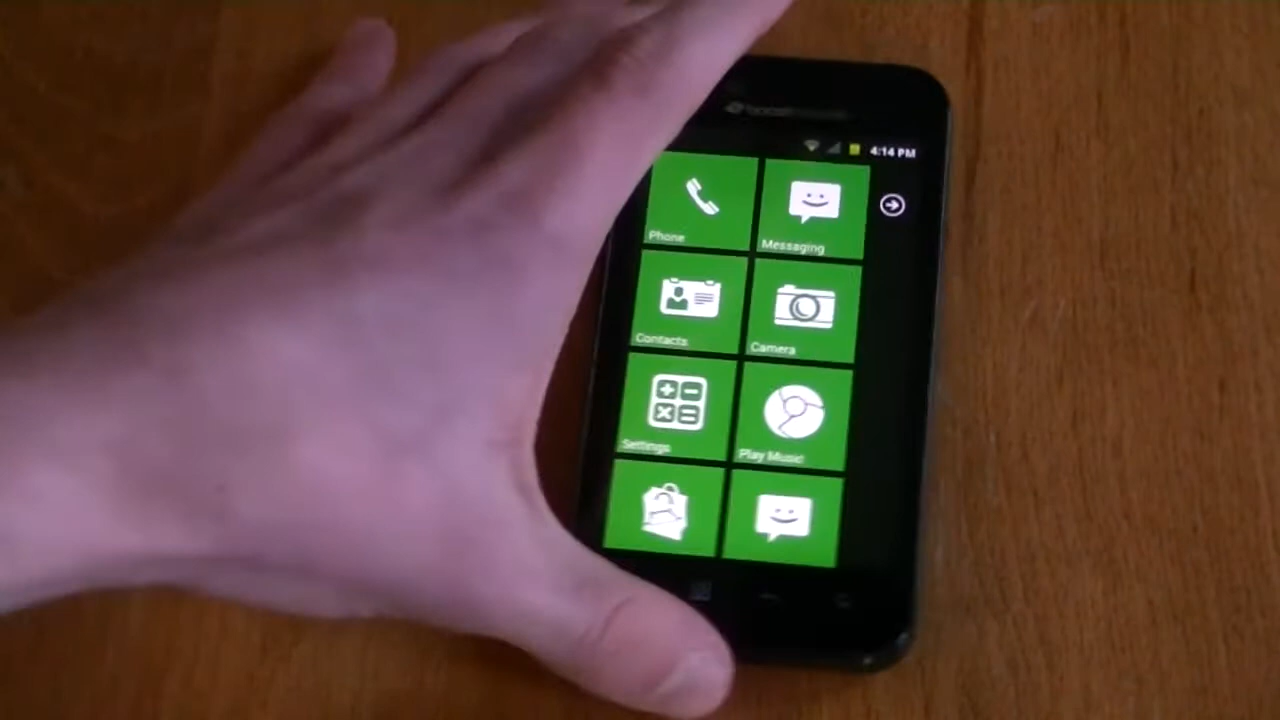 4:14 PM
Phone
Messaging
Contacts
Camera
Settings
Play Music